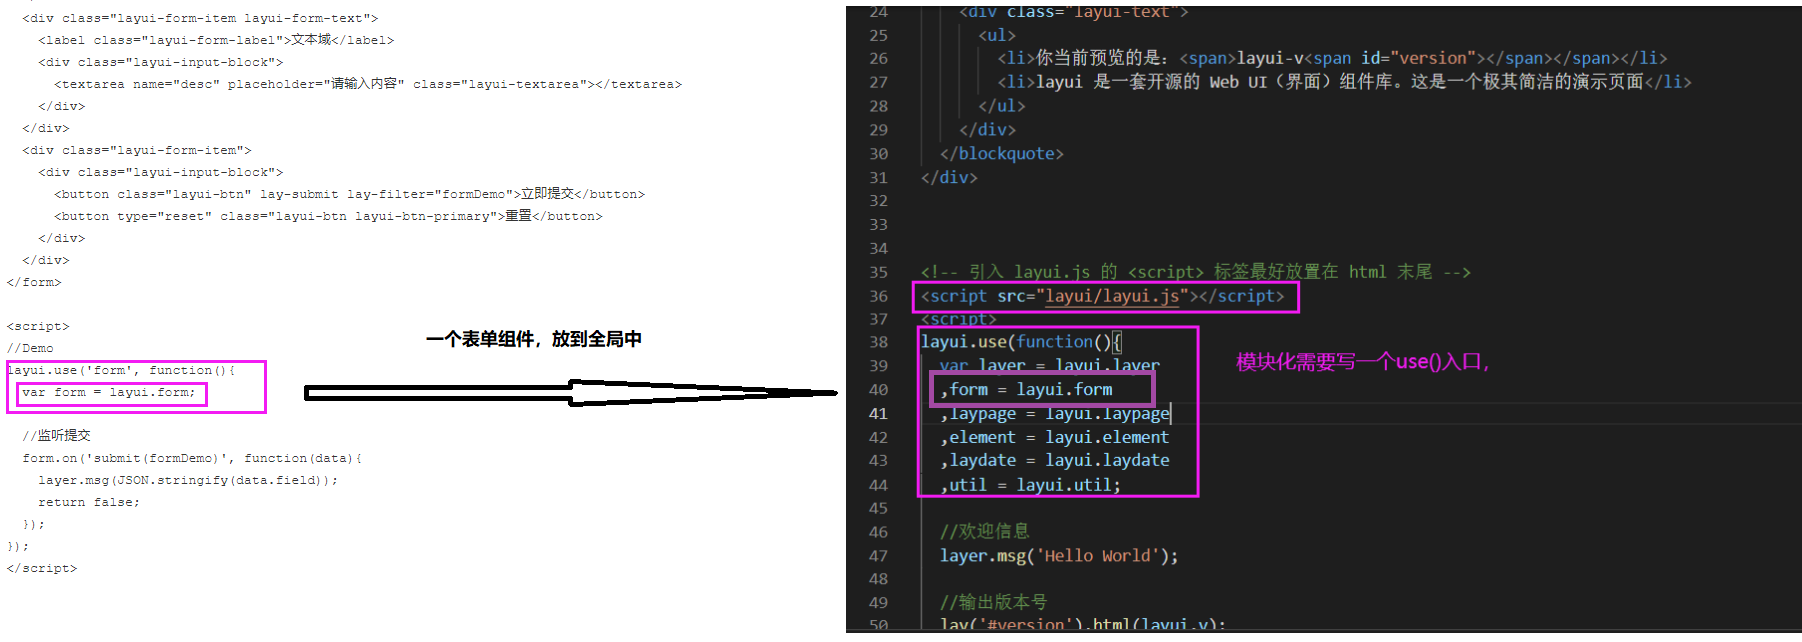 <div class="layui-form-item layui-form-text">
<label class="layui-form-label">文本域</label>
<div class="layui-input-block">
<textarea name="desc" placeholder="请输入内容" class="layui-textarea"></textarea>
</div>
</div>
<div class="layui-form-item">
<div class="layui-input-block">
<button class="layui-btn" lay-submit lay-filter="formDemo">立即提交</button>
<button type="reset" class="layui-btn layui-btn-primary">重置</button>
</div>
</div>
</form>
<script>
//Demo
layui.use('form', function(){
var form = layui.form;
//监听提交
form.on('submit(formDemo)', function(data){
layer.msg(JSON.stringify(data.field));
return false;
});
});
</script>
一个表单组件，放到全局中
24 <div class="layui-text">
25 <ul>
26 <li>你当前预览的是：<span>layui-v<span id="version"></span></span></li>
27 <li>layui 是一套开源的 Web UI（界面）组件库。这是一个极其简洁的演示页面</li>
28 </ul>
29 </div>
30 </blockquote>
31 </div>
32
33
34
35 <!-- 引入 layui.js 的 <script> 标签最好放置在 html 末尾 -->
36 <script src="layui/layui.js"></script>
37 <script>
38 layui.use(function(){
39 var layer = layui.layer
40 ,form = layui.form
41 ,laypage = layui.laypage
42 ,element = layui.element
43 ,laydate = layui.laydate
44 ,util = layui.util;
45
46 //欢迎信息
47 layer.msg('Hello World');
48
49 //输出版本号
50 lay('#version').html(layui.v);
模块化需要写一个use()入口，